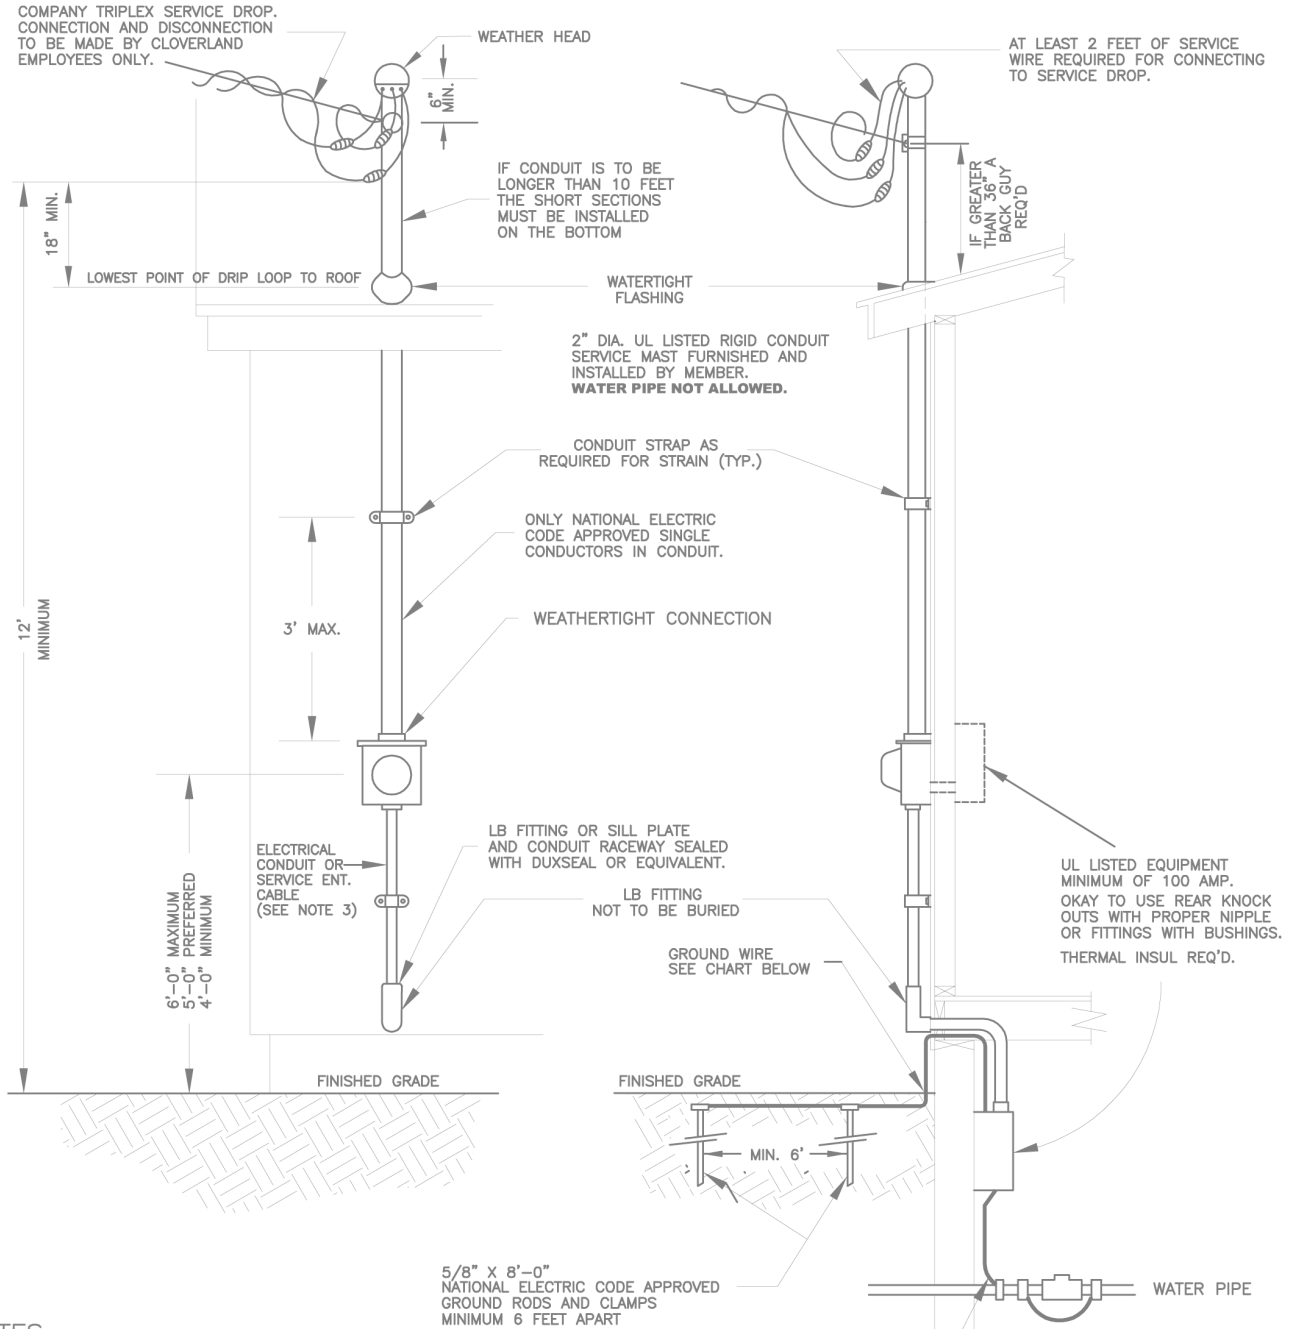 COMPANY TRIPLEX SERVICE DROP.
CONNECTION AND DISCONNECTION
TO BE MADE BY CLOVERLAND
EMPLOYEES ONLY.
WEATHER HEAD
AT LEAST 2 FEET OF SERVICE
WIRE REQUIRED FOR CONNECTING
TO SERVICE DROP.
6"
MIN.
IF CONDUIT IS TO BE
LONGER THAN 10 FEET
THE SHORT SECTIONS
MUST BE INSTALLED
ON THE BOTTOM
IF GREATER
THAN 36" A
BACK GUY
REQ'D
18" MIN.
LOWEST POINT OF DRIP LOOP TO ROOF
WATERTIGHT
FLASHING
2" DIA. UL LISTED RIGID CONDUIT
SERVICE MAST FURNISHED AND
INSTALLED BY MEMBER.
WATER PIPE NOT ALLOWED.
CONDUIT STRAP AS
REQUIRED FOR STRAIN (TYP.)
ONLY NATIONAL ELECTRIC
CODE APPROVED SINGLE
CONDUCTORS IN CONDUIT.
12'
MINIMUM
3' MAX.
WEATHERTIGHT CONNECTION
ELECTRICAL
CONDUIT OR
SERVICE ENT.
CABLE
(SEE NOTE 3)
LB FITTING OR SILL PLATE
AND CONDUIT RACEWAY SEALED
WITH DUXSEAL OR EQUIVALENT.
LB FITTING
NOT TO BE BURIED
UL LISTED EQUIPMENT
MINIMUM OF 100 AMP.
OKAY TO USE REAR KNOCK
OUTS WITH PROPER NIPPLE
OR FITTINGS WITH BUSHINGS.
THERMAL INSUL REQ'D.
6'-0" MAXIMUM
5'-0" PREFERRED
4'-0" MINIMUM
GROUND WIRE
SEE CHART BELOW
FINISHED GRADE
FINISHED GRADE
MIN. 6'
5/8" X 8'-0"
NATIONAL ELECTRIC CODE APPROVED
GROUND RODS AND CLAMPS
MINIMUM 6 FEET APART
WATER PIPE